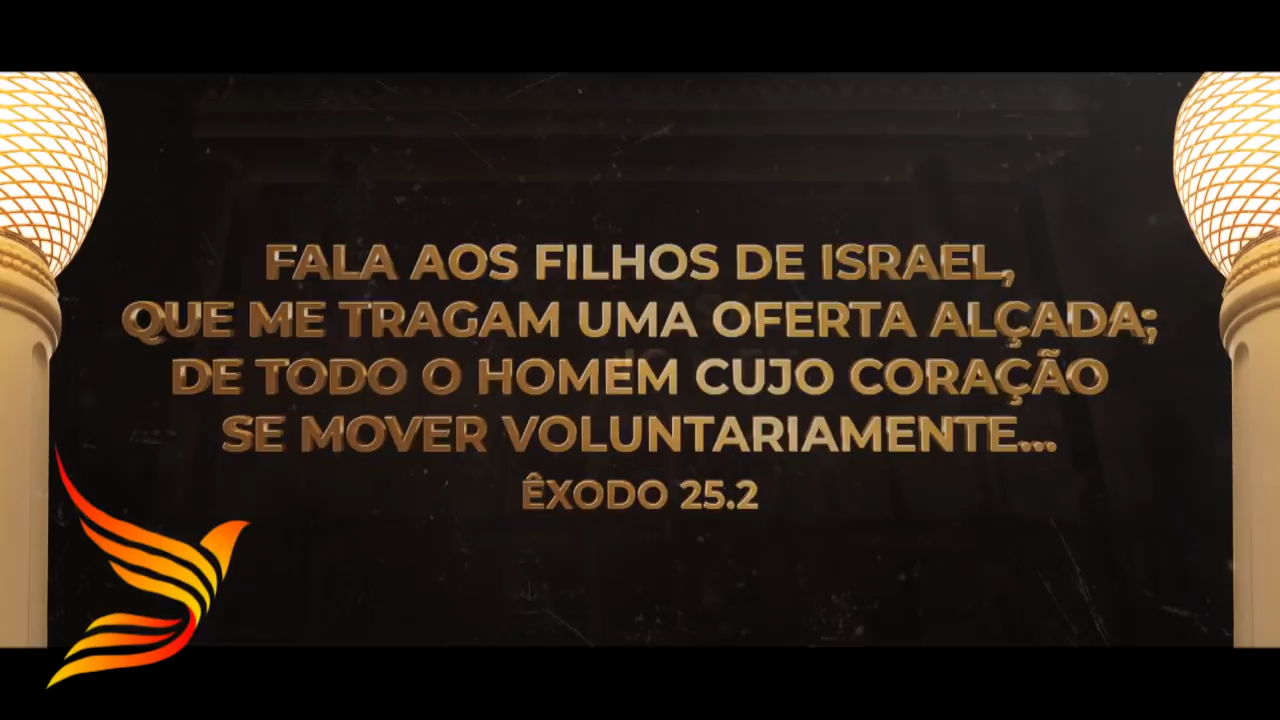 FALA AOS FILHOS DE ISRAEL,
QUE ME TRAGAM UMA OFERTA ALÇADA;
DE TODO O HOMEM CUJO CORAÇÃO
SE MOVER VOLUNTARIAMENTE...
ÊXODO 25.2